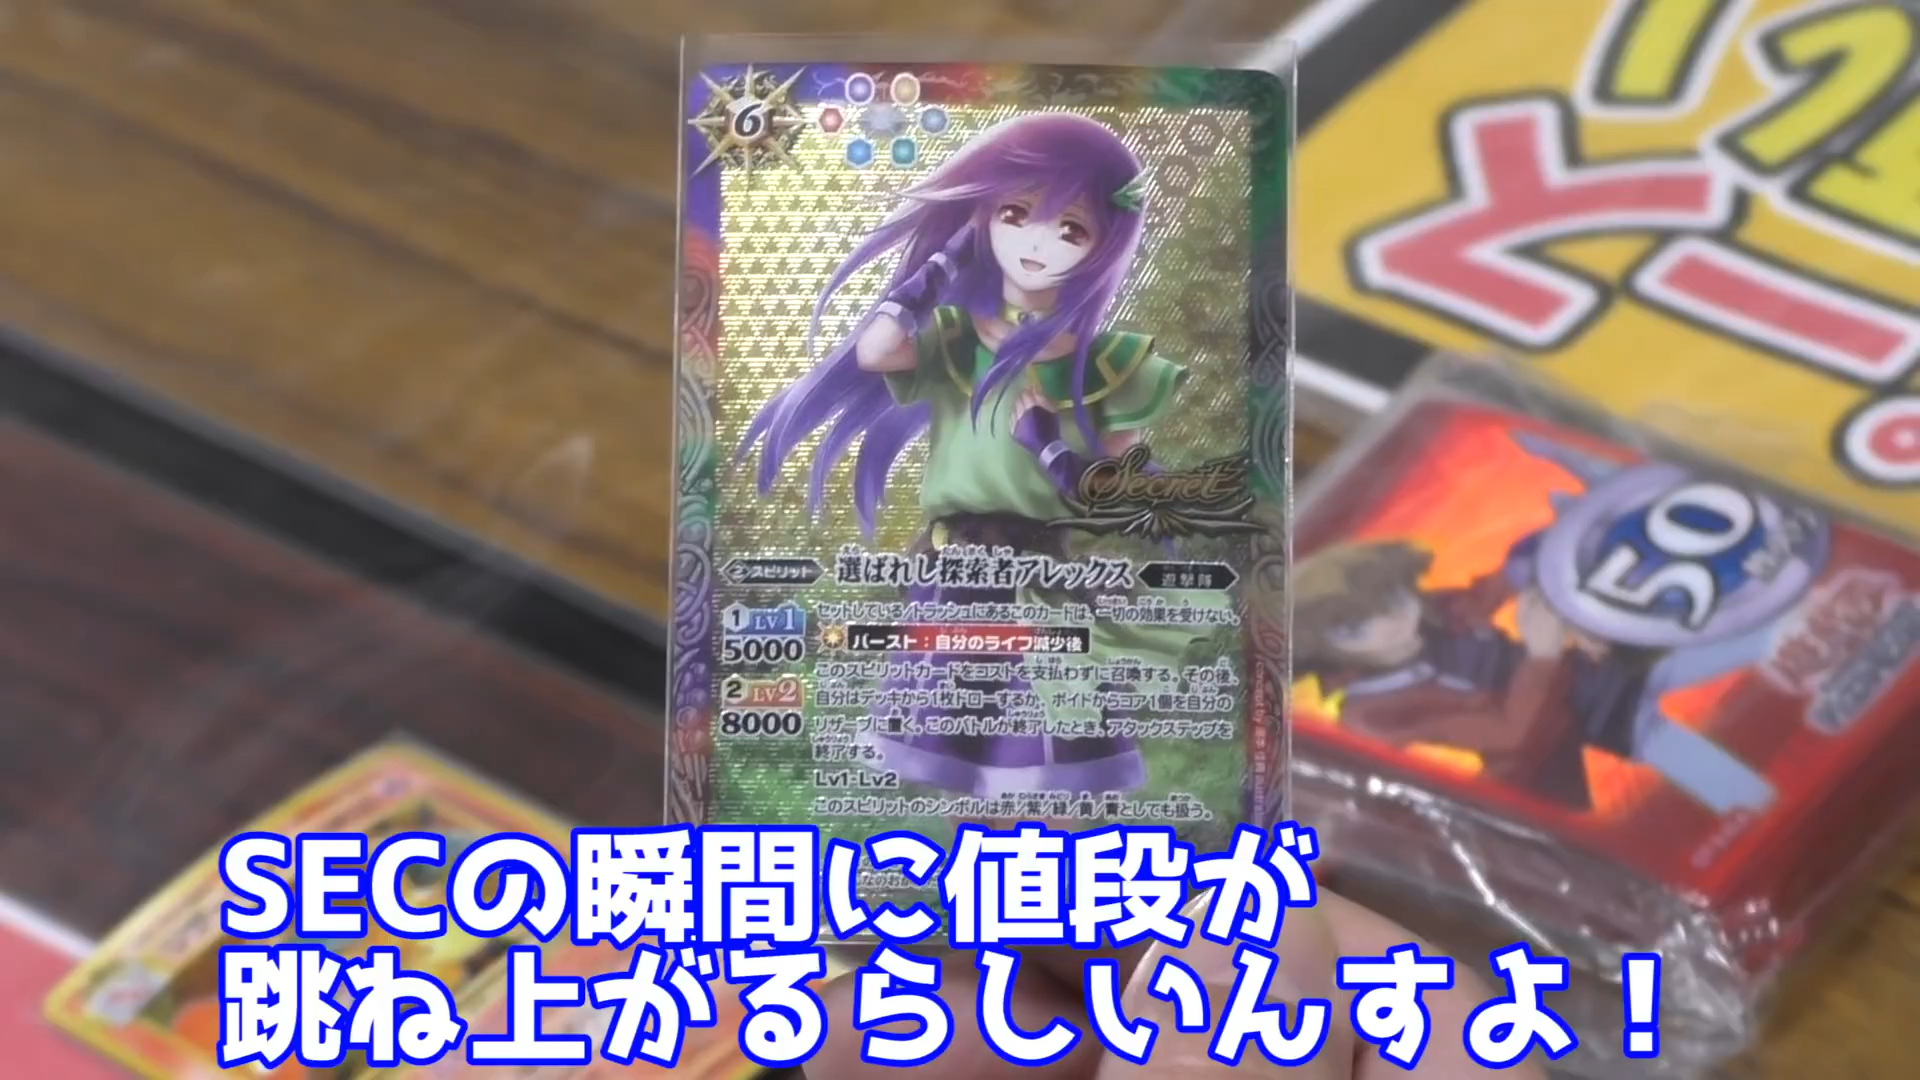 6
Secret
スピリット 選ばれし探索者アレックス 遊撃隊
セットしている/トラッシュにあるこのカードは、一切の効果を受けない。
1 LV1 5000
バースト：自分のライフ減少後
このスピリットカードをコストを支払わずに召喚する。その後、
2 LV2 8000
自分はデッキから1枚ドローするか、ボイドからコア1個を自分の
リザーブに置く。このバトルが終了したとき、アタックステップを
終了する。
Lv1·Lv2
このスピリットのシンボルは赤/紫/緑/黄/青としても扱う。
50
SECの瞬間に値段が
跳ね上がるらしいんすよ！